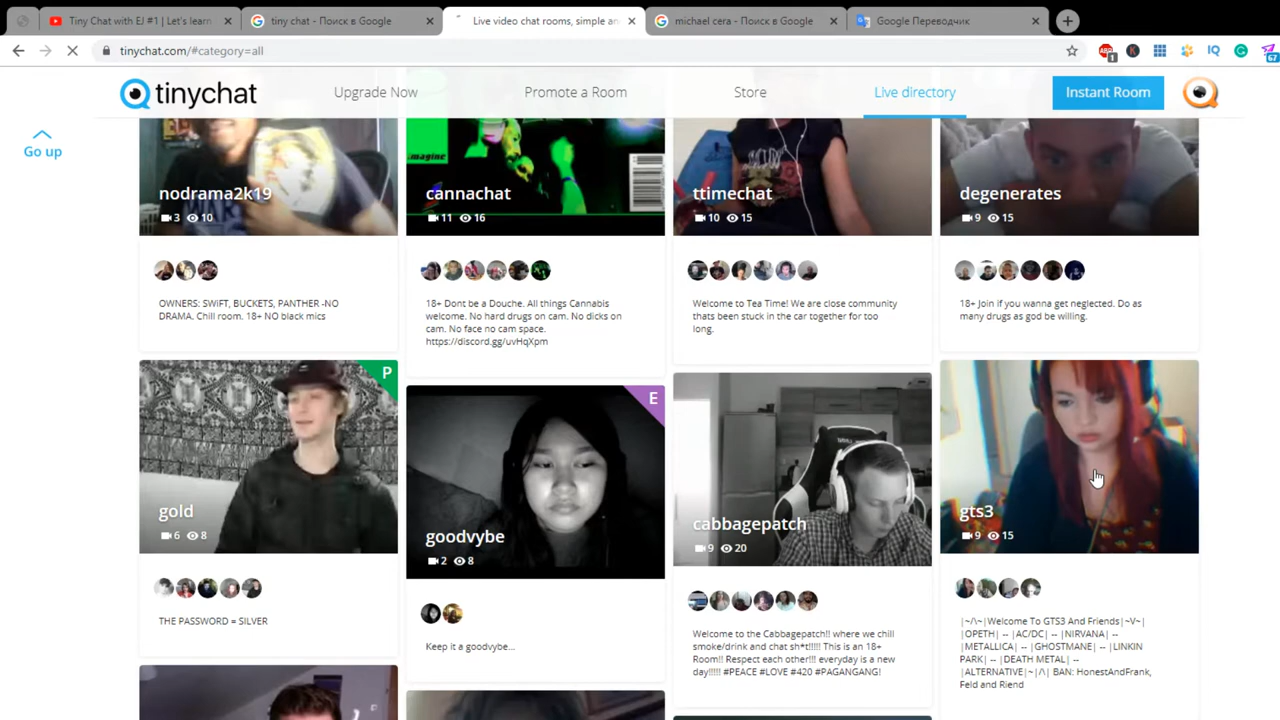 Tiny Chat with EJ #1 | Let's learn
tiny chat - Поиск в Google
Live video chat rooms, simple an
michael cera - Поиск в Google
Google Переводчик
tinychat.com/#category=all
1
67
tinychat
Upgrade Now
Promote a Room
Store
Live directory
Instant Room
Go up
nodrama2k19
3 10
OWNERS: SWiFT, BUCKETS, PANTHER -NO
DRAMA. Chill room. 18+ NO black mics
imagine
cannachat
11 16
18+ Dont be a Douche. All things Cannabis
welcome. No hard drugs on cam. No dicks on
cam. No face no cam space.
https://discord.gg/uvHqXpm
ttimechat
10 15
Welcome to Tea Time! We are close community
thats been stuck in the car together for too
long.
degenerates
9 15
18+ Join if you wanna get neglected. Do as
many drugs as god be willing.
P
gold
6 8
THE PASSWORD = SILVER
E
goodvybe
2 8
Keep it a goodvybe...
cabbagepatch
9 20
Welcome to the Cabbagepatch!! where we chill
smoke/drink and chat sh*t!!!!! This is an 18+
Room!! Respect each other!!! everyday is a new
day!!!!! #PEACE #LOVE #420 #PAGANGANG!
gts3
9 15
|~/\~|Welcome To GTS3 And Friends|~V~|
|OPETH| -- |AC/DC| -- |NIRVANA| --
|METALLICA| -- |GHOSTMANE| -- |LINKIN
PARK| -- |DEATH METAL| --
|ALTERNATIVE|~|/\| BAN: HonestAndFrank,
Feld and Riend